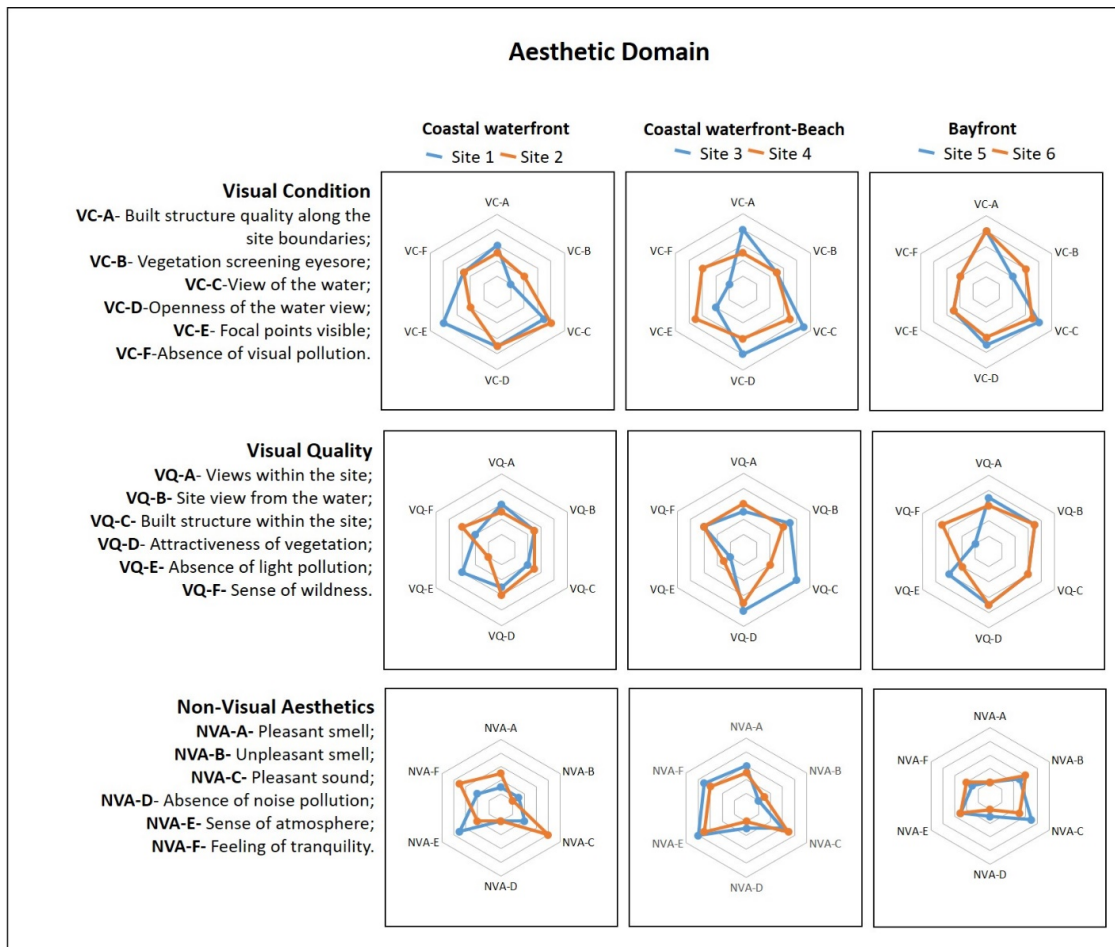 Aesthetic Domain
Coastal waterfront
Site 1 Site 2
Coastal waterfront-Beach
Site 3 Site 4
Bayfront
Site 5 Site 6
Visual Condition
VC-A- Built structure quality along the
site boundaries;
VC-B- Vegetation screening eyesore;
VC-C-View of the water;
VC-D-Openness of the water view;
VC-E- Focal points visible;
VC-F-Absence of visual pollution.
VC-A
VC-B
VC-C
VC-D
VC-E
VC-F
VC-A
VC-B
VC-C
VC-D
VC-E
VC-F
VC-A
VC-B
VC-C
VC-D
VC-E
VC-F
Visual Quality
VQ-A- Views within the site;
VQ-B- Site view from the water;
VQ-C- Built structure within the site;
VQ-D- Attractiveness of vegetation;
VQ-E- Absence of light pollution;
VQ-F- Sense of wildness.
VQ-A
VQ-B
VQ-C
VQ-D
VQ-E
VQ-F
VQ-A
VQ-B
VQ-C
VQ-D
VQ-E
VQ-F
VQ-A
VQ-B
VQ-C
VQ-D
VQ-E
VQ-F
Non-Visual Aesthetics
NVA-A- Pleasant smell;
NVA-B- Unpleasant smell;
NVA-C- Pleasant sound;
NVA-D- Absence of noise pollution;
NVA-E- Sense of atmosphere;
NVA-F- Feeling of tranquility.
NVA-A
NVA-B
NVA-C
NVA-D
NVA-E
NVA-F
NVA-A
NVA-B
NVA-C
NVA-D
NVA-E
NVA-F
NVA-A
NVA-B
NVA-C
NVA-D
NVA-E
NVA-F